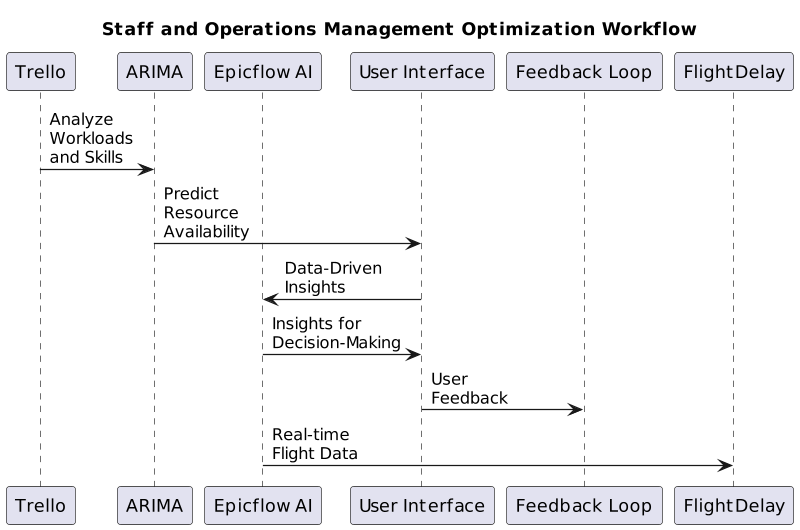 Staff and Operations Management Optimization Workflow
Trello
ARIMA
Epicflow AI
User Interface
Feedback Loop
FlightDelay
Analyze
Workloads
and Skills
Predict
Resource
Availability
Data-Driven
Insights
Insights for
Decision-Making
User
Feedback
Real-time
Flight Data
Trello
ARIMA
Epicflow AI
User Interface
Feedback Loop
FlightDelay